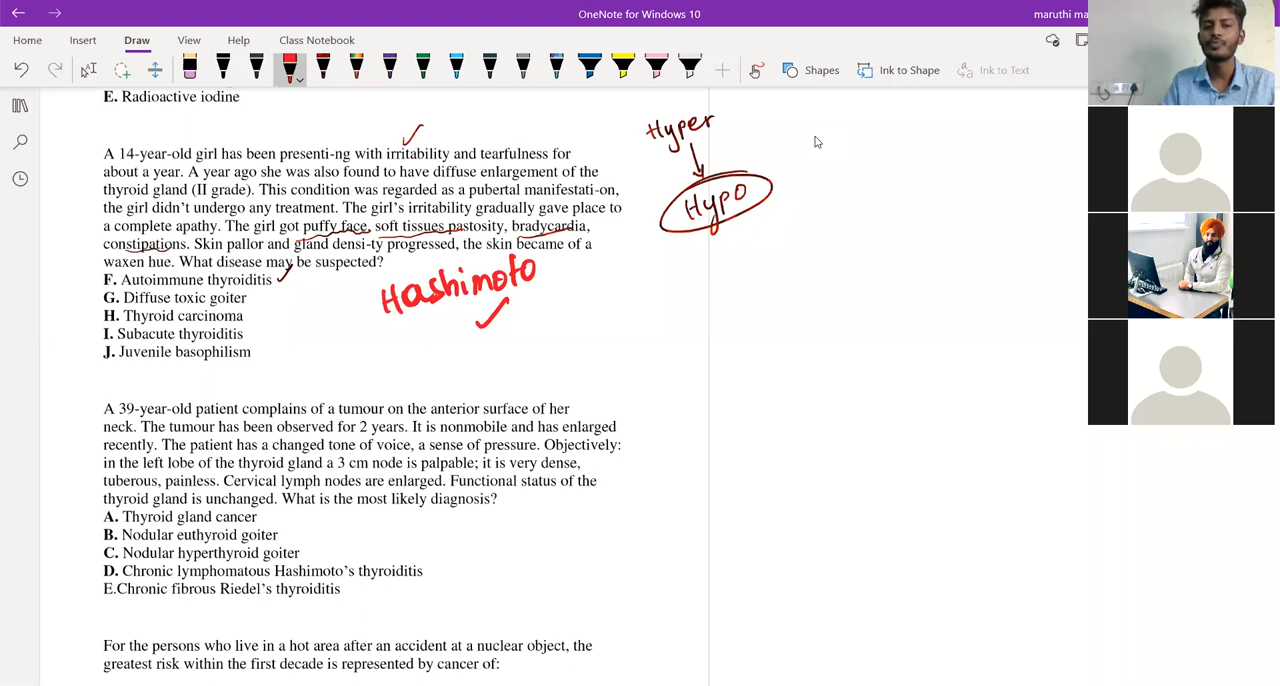 OneNote for Windows 10
maruthi ma
Home Insert Draw View Help Class Notebook
Shapes Ink to Shape Ink to Text
E. Radioactive iodine
A 14-year-old girl has been presenti-ng with irritability and tearfulness for
about a year. A year ago she was also found to have diffuse enlargement of the
thyroid gland (II grade). This condition was regarded as a pubertal manifestati-on,
the girl didn't undergo any treatment. The girl's irritability gradually gave place to
a complete apathy. The girl got puffy face, soft tissues pastosity, bradycardia,
constipations. Skin pallor and gland densi-ty progressed, the skin became of a
waxen hue. What disease may be suspected?
F. Autoimmune thyroiditis
G. Diffuse toxic goiter
H. Thyroid carcinoma
I. Subacute thyroiditis
J. Juvenile basophilism
Hashimoto
Hyper
Hypo
A 39-year-old patient complains of a tumour on the anterior surface of her
neck. The tumour has been observed for 2 years. It is nonmobile and has enlarged
recently. The patient has a changed tone of voice, a sense of pressure. Objectively:
in the left lobe of the thyroid gland a 3 cm node is palpable; it is very dense,
tuberous, painless. Cervical lymph nodes are enlarged. Functional status of the
thyroid gland is unchanged. What is the most likely diagnosis?
A. Thyroid gland cancer
B. Nodular euthyroid goiter
C. Nodular hyperthyroid goiter
D. Chronic lymphomatous Hashimoto's thyroiditis
E.Chronic fibrous Riedel's thyroiditis
For the persons who live in a hot area after an accident at a nuclear object, the
greatest risk within the first decade is represented by cancer of: